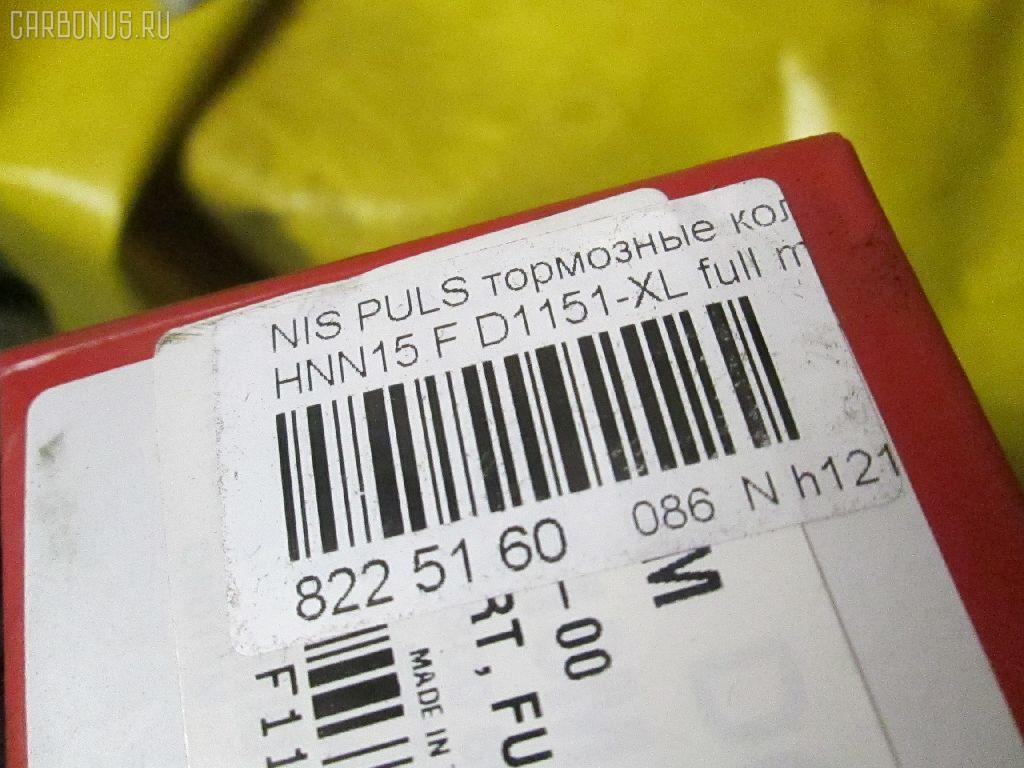 CARBONUS.RU
NIS PULS тормозные кол
HNN15 F D1151-XL full m
822 51 60 086 N h121
M
-00
RT, FU
MADE IN
F11